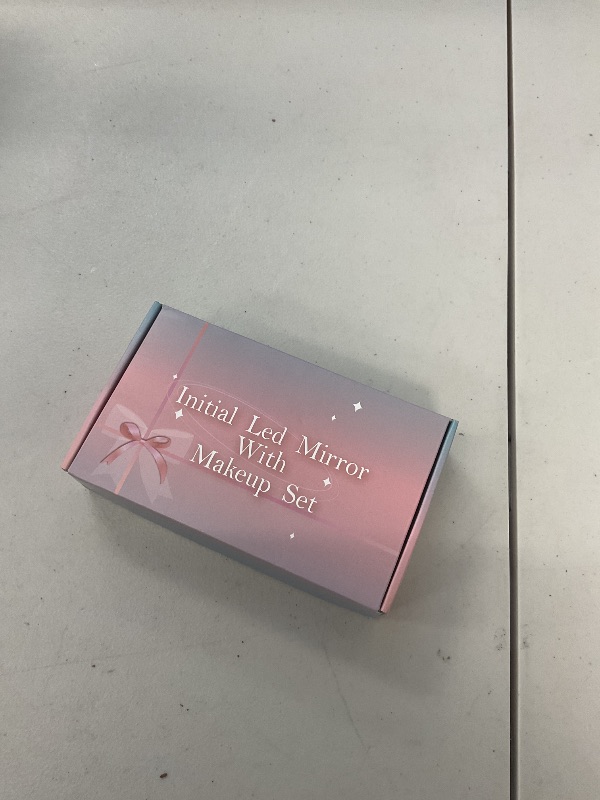 Initial Led Mirror
With
Makeup Set